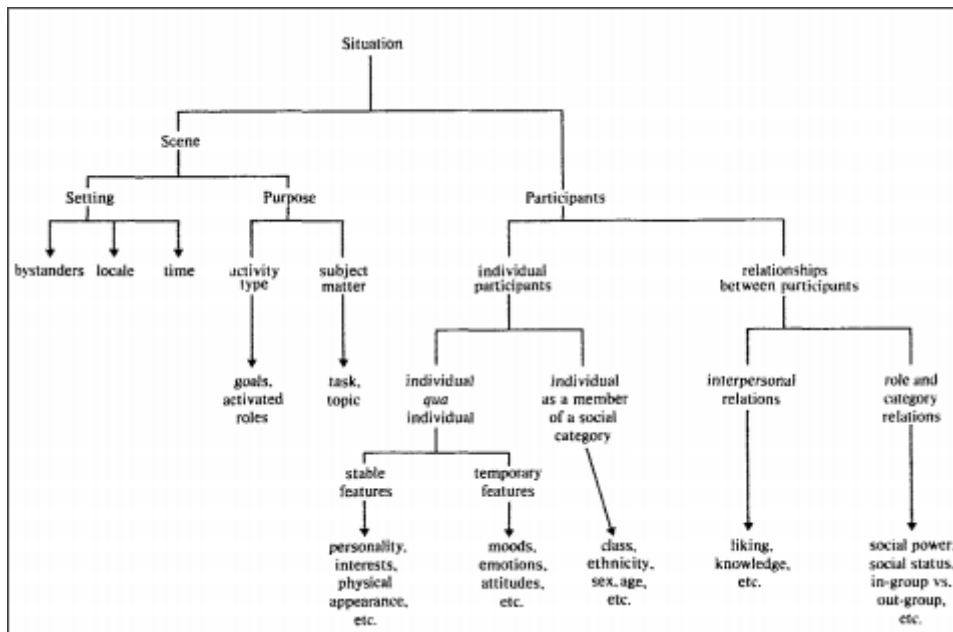 Situation
Scene
Setting
Purpose
Participants
bystanders
locale
time
activity
type
subject
matter
individual
participants
relationships
between participants
goals,
activated
roles
task,
topic
individual
qua
individual
individual
as a member
of a social
category
interpersonal
relations
role and
category
relations
stable
features
temporary
features
personality,
interests,
physical
appearance,
etc.
moods,
emotions,
attitudes,
etc.
class,
ethnicity,
sex, age,
etc.
liking,
knowledge,
etc.
social power,
social status,
in-group vs.
out-group,
etc.